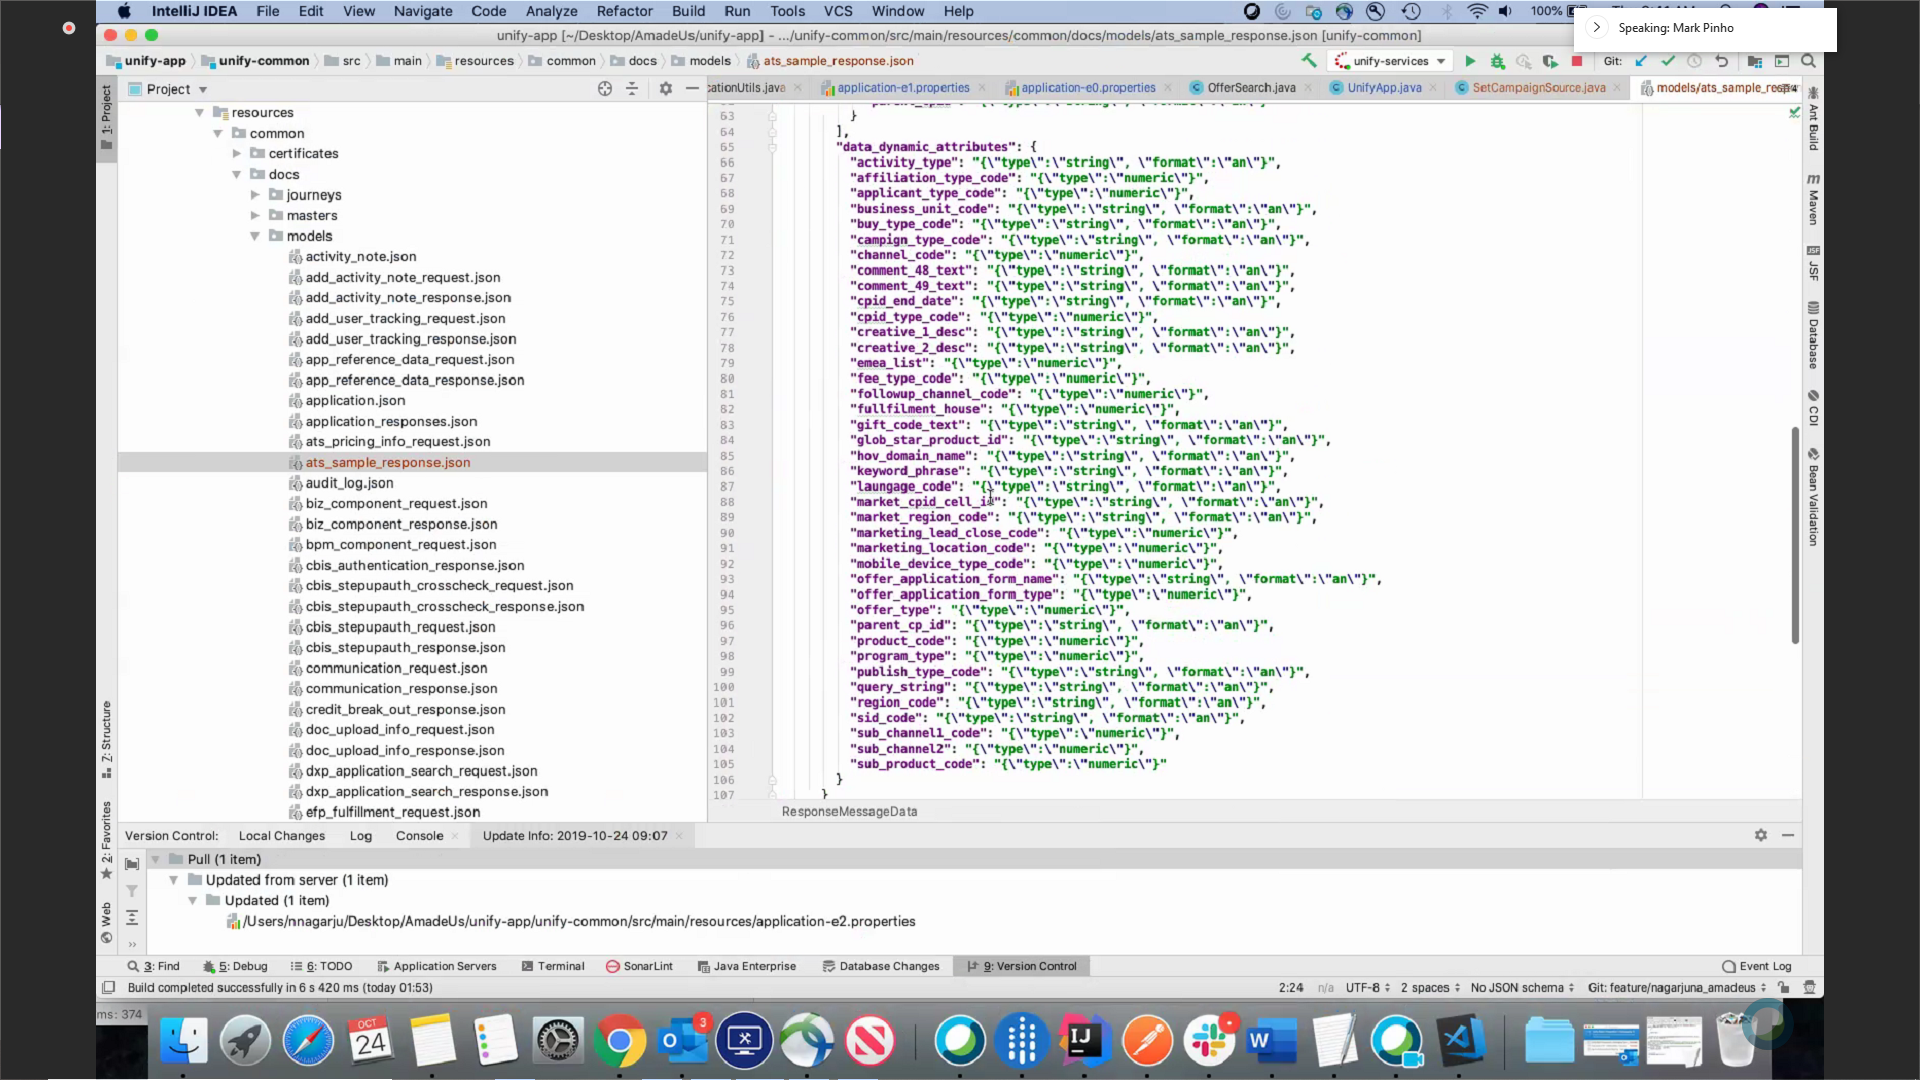 IntelliJ IDEA File Edit View Navigate Code Analyze Refactor Build Run Tools VCS Window Help 100%
Speaking: Mark Pinho
unify-app [~/Desktop/AmadeUs/unify-app] - .../unify-common/src/main/resources/common/docs/models/ats_sample_response.json [unify-common]
unify-app unify-common src main resources common docs models ats_sample_response.json unify-services Git:
Project
cationUtils.java application-e1.properties application-e0.properties OfferSearch.java UnifyApp.java SetCampaignSource.java
1: Project
Z: Structure
2: Favorites
Web
resources
common
certificates
docs
journeys
masters
models
activity_note.json
add_activity_note_request.json
add_activity_note_response.json
add_user_tracking_request.json
add_user_tracking_response.json
app_reference_data_request.json
app_reference_data_response.json
application.json
application_responses.json
ats_pricing_info_request.json
ats_sample_response.json
audit_log.json
biz_component_request.json
biz_component_response.json
bpm_component_request.json
cbis_authentication_response.json
cbis_stepupauth_crosscheck_request.json
cbis_stepupauth_crosscheck_response.json
cbis_stepupauth_request.json
cbis_stepupauth_response.json
communication_request.json
communication_response.json
credit_break_out_response.json
doc_upload_info_request.json
doc_upload_info_response.json
dxp_application_search_request.json
dxp_application_search_response.json
efp_fulfillment_request.json
63 }
64 ],
65 "data_dynamic_attributes": {
66 "activity_type": "{\"type\":\"string\", \"format\":\"an\"}",
67 "affiliation_type_code": "{\"type\":\"numeric\"}",
68 "applicant_type_code": "{\"type\":\"numeric\"}",
69 "business_unit_code": "{\"type\":\"string\", \"format\":\"an\"}",
70 "buy_type_code": "{\"type\":\"string\", \"format\":\"an\"}",
71 "campign_type_code": "{\"type\":\"string\", \"format\":\"an\"}",
72 "channel_code": "{\"type\":\"numeric\"}",
73 "comment_48_text": "{\"type\":\"string\", \"format\":\"an\"}",
74 "comment_49_text": "{\"type\":\"string\", \"format\":\"an\"}",
75 "cpid_end_date": "{\"type\":\"string\", \"format\":\"an\"}",
76 "cpid_type_code": "{\"type\":\"numeric\"}",
77 "creative_1_desc": "{\"type\":\"string\", \"format\":\"an\"}",
78 "creative_2_desc": "{\"type\":\"string\", \"format\":\"an\"}",
79 "emea_list": "{\"type\":\"numeric\"}",
80 "fee_type_code": "{\"type\":\"numeric\"}",
81 "followup_channel_code": "{\"type\":\"numeric\"}",
82 "fullfilment_house": "{\"type\":\"numeric\"}",
83 "gift_code_text": "{\"type\":\"string\", \"format\":\"an\"}",
84 "glob_star_product_id": "{\"type\":\"string\", \"format\":\"an\"}",
85 "hov_domain_name": "{\"type\":\"string\", \"format\":\"an\"}",
86 "keyword_phrase": "{\"type\":\"string\", \"format\":\"an\"}",
87 "laungage_code": "{\"type\":\"string\", \"format\":\"an\"}",
88 "market_cpid_cell_id": "{\"type\":\"string\", \"format\":\"an\"}",
89 "market_region_code": "{\"type\":\"string\", \"format\":\"an\"}",
90 "marketing_lead_close_code": "{\"type\":\"numeric\"}",
91 "marketing_location_code": "{\"type\":\"numeric\"}",
92 "mobile_device_type_code": "{\"type\":\"numeric\"}",
93 "offer_application_form_name": "{\"type\":\"string\", \"format\":\"an\"}",
94 "offer_application_form_type": "{\"type\":\"numeric\"}",
95 "offer_type": "{\"type\":\"numeric\"}",
96 "parent_cp_id": "{\"type\":\"string\", \"format\":\"an\"}",
97 "product_code": "{\"type\":\"numeric\"}",
98 "program_type": "{\"type\":\"numeric\"}",
99 "publish_type_code": "{\"type\":\"string\", \"format\":\"an\"}",
100 "query_string": "{\"type\":\"string\", \"format\":\"an\"}",
101 "region_code": "{\"type\":\"string\", \"format\":\"an\"}",
102 "sid_code": "{\"type\":\"string\", \"format\":\"an\"}",
103 "sub_channel1_code": "{\"type\":\"numeric\"}",
104 "sub_channel2": "{\"type\":\"numeric\"}",
105 "sub_product_code": "{\"type\":\"numeric\"}"
106 }
107 }
ResponseMessageData
Ant Build
Maven
JSF
Database
CDI
Bean Validation
Version Control: Local Changes Log Console Update Info: 2019-10-24 09:07
Pull (1 item)
Updated from server (1 item)
Updated (1 item)
/Users/nnagarju/Desktop/AmadeUs/unify-app/unify-common/src/main/resources/application-e2.properties
3: Find 5: Debug 6: TODO Application Servers Terminal SonarLint Java Enterprise Database Changes 9: Version Control Event Log
Build completed successfully in 6 s 420 ms (today 01:53) 2:24 n/a UTF-8 2 spaces No JSON schema Git: feature/nagarjuna_amadeus
ms: 374
OCT
24
3